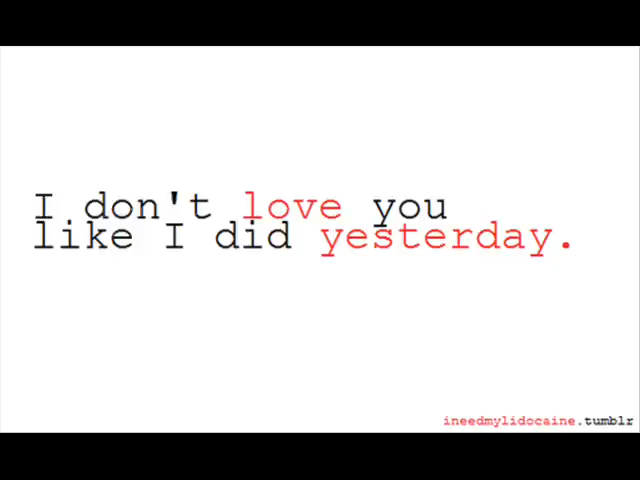 I don't love you
like I did yesterday.
ineedmylidocaine.tumblr